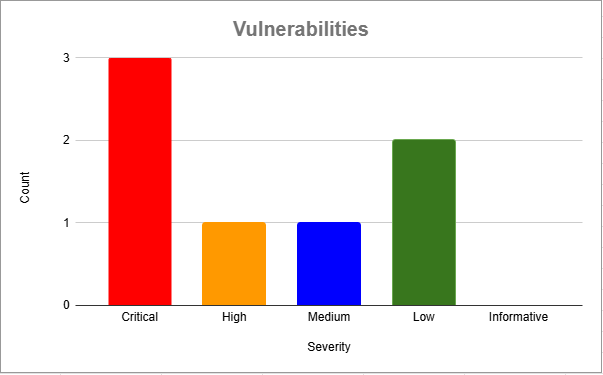 Vulnerabilities
3
2
1
0
Count
Critical High Medium Low Informative
Severity